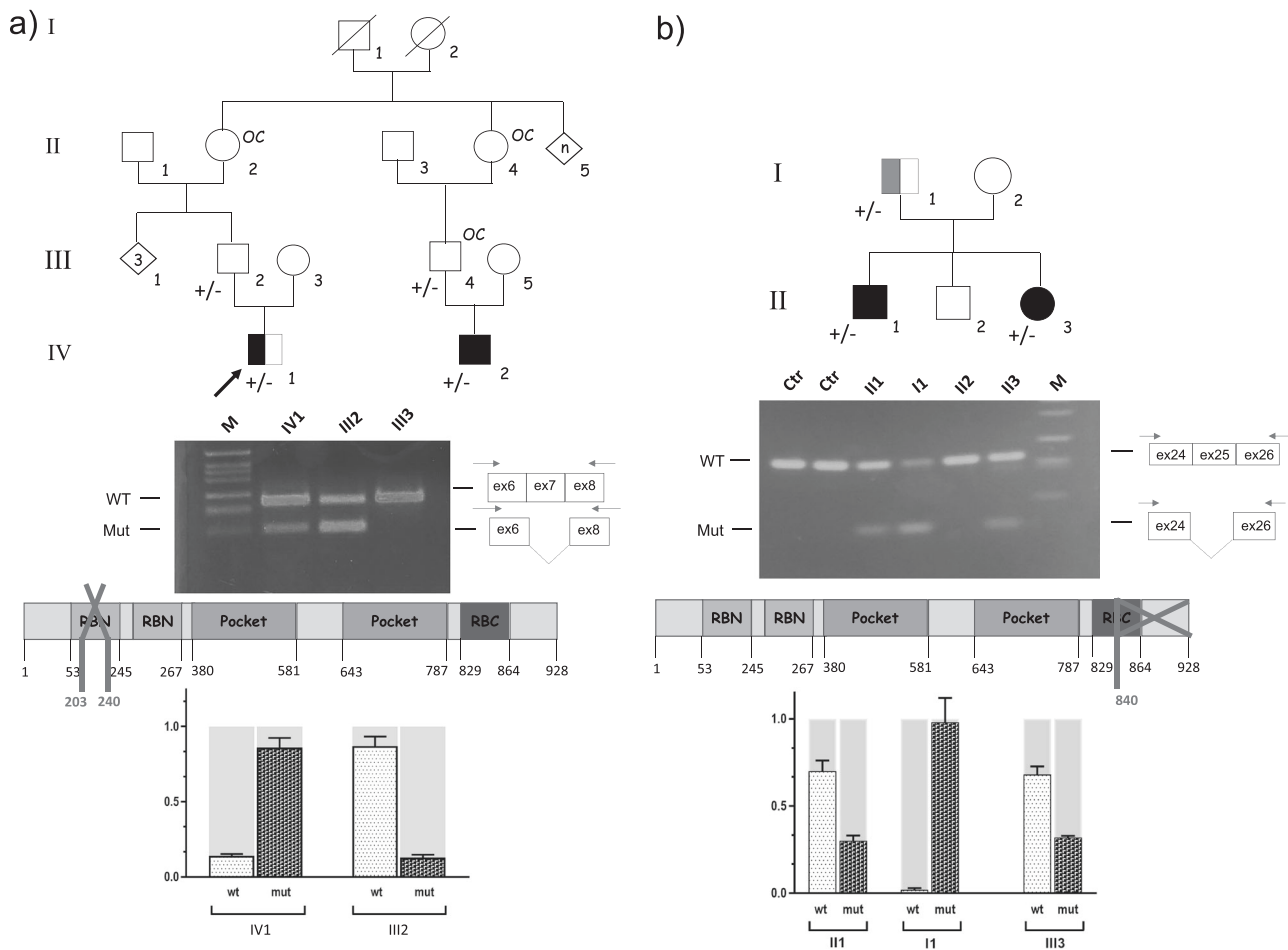 a)
I
1
2
II
1
OC
2
3
OC
4
n
5
III
3
1
+/-
2
3
OC
+/-
4
5
IV
+/-
1
+/-
2
M
IV1
III2
III3
WT
Mut
ex6 ex7 ex8
ex6 ex8
RBN RBN Pocket Pocket RBC
1 53 245 267 380 581 643 787 829 864 928
203 240
1.0
0.5
0.0
wt mut wt mut
IV1 III2
b)
I
+/-
1
2
II
+/-
1
2
+/-
3
Ctr Ctr II1 I1 II2 II3 M
WT
Mut
ex24 ex25 ex26
ex24 ex26
RBN RBN Pocket Pocket RBC
1 53 245 267 380 581 643 787 829 864 928
840
1.0
0.5
0.0
wt mut wt mut wt mut
II1 I1 III3